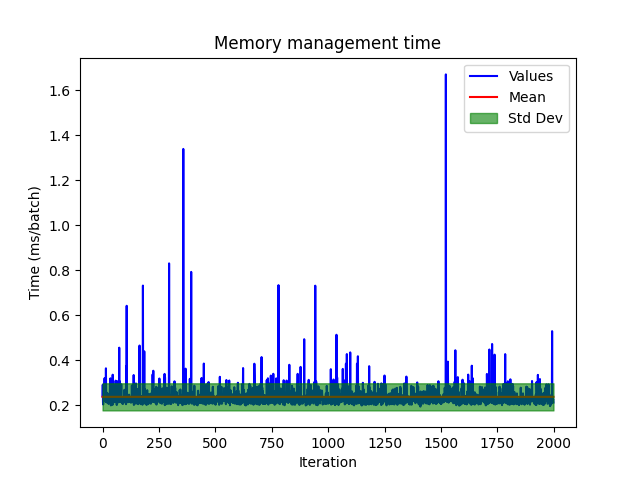 Memory management time
Values
Mean
Std Dev
Time (ms/batch)
1.6
1.4
1.2
1.0
0.8
0.6
0.4
0.2
0 250 500 750 1000 1250 1500 1750 2000
Iteration